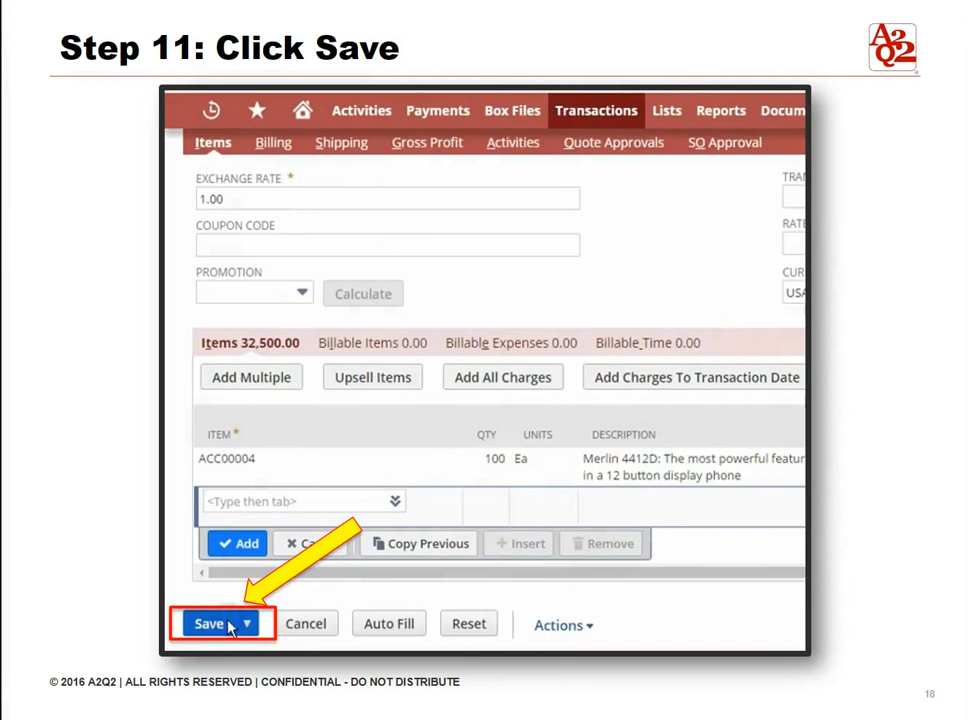 Step 11: Click Save
A2Q2
Activities Payments Box Files Transactions Lists Reports Docum
Items Billing Shipping Gross Profit Activities Quote Approvals SO Approval
EXCHANGE RATE * TRAN
1.00
COUPON CODE RATE
PROMOTION CUR
Calculate USA
Items 32,500.00 Billable Items 0.00 Billable Expenses 0.00 Billable Time 0.00
Add Multiple Upsell Items Add All Charges Add Charges To Transaction Date
ITEM * QTY UNITS DESCRIPTION
ACC00004 100 Ea Merlin 4412D: The most powerful featur
in a 12 button display phone
<Type then tab>
Add Ca Copy Previous + Insert Remove
Save Cancel Auto Fill Reset Actions
© 2016 A2Q2 | ALL RIGHTS RESERVED | CONFIDENTIAL - DO NOT DISTRIBUTE
18